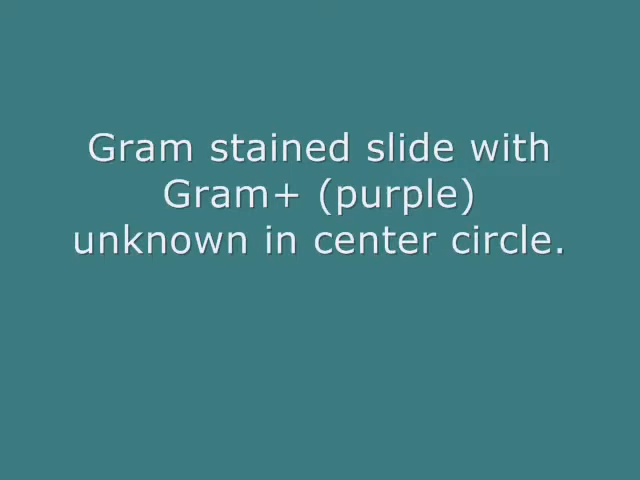 Gram stained slide with
Gram+ (purple)
unknown in center circle.